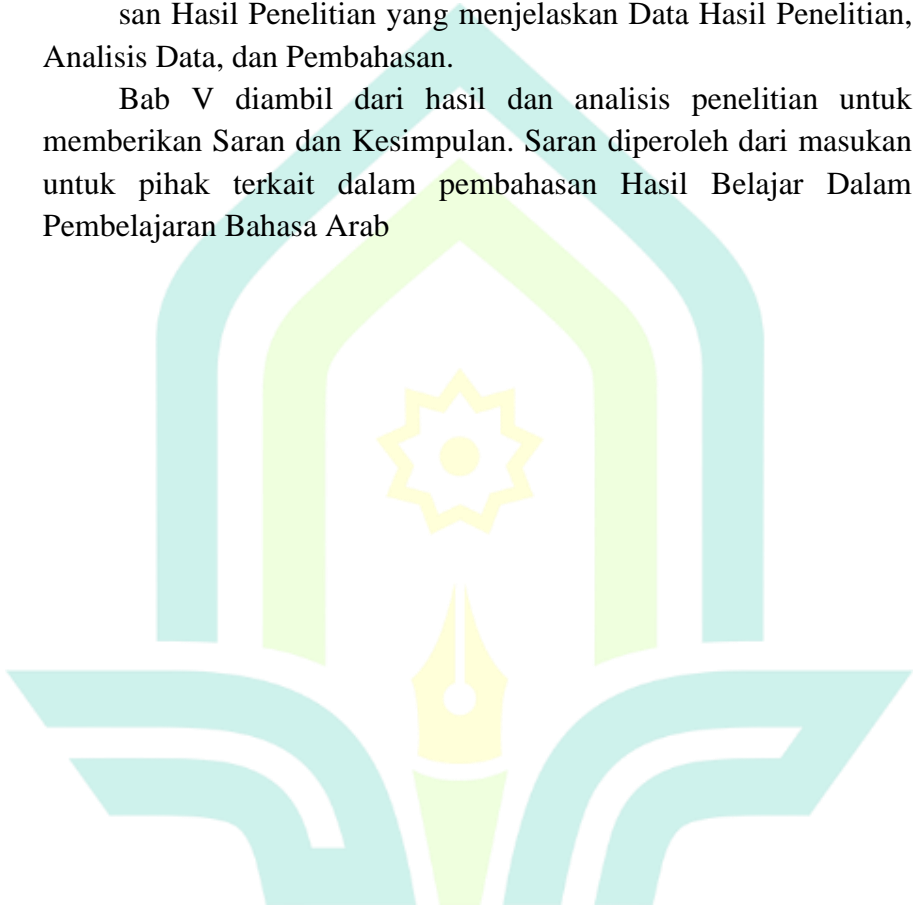 san Hasil Penelitian yang menjelaskan Data Hasil Penelitian,
Analisis Data, dan Pembahasan.
Bab V diambil dari hasil dan analisis penelitian untuk
memberikan Saran dan Kesimpulan. Saran diperoleh dari masukan
untuk pihak terkait dalam pembahasan Hasil Belajar Dalam
Pembelajaran Bahasa Arab